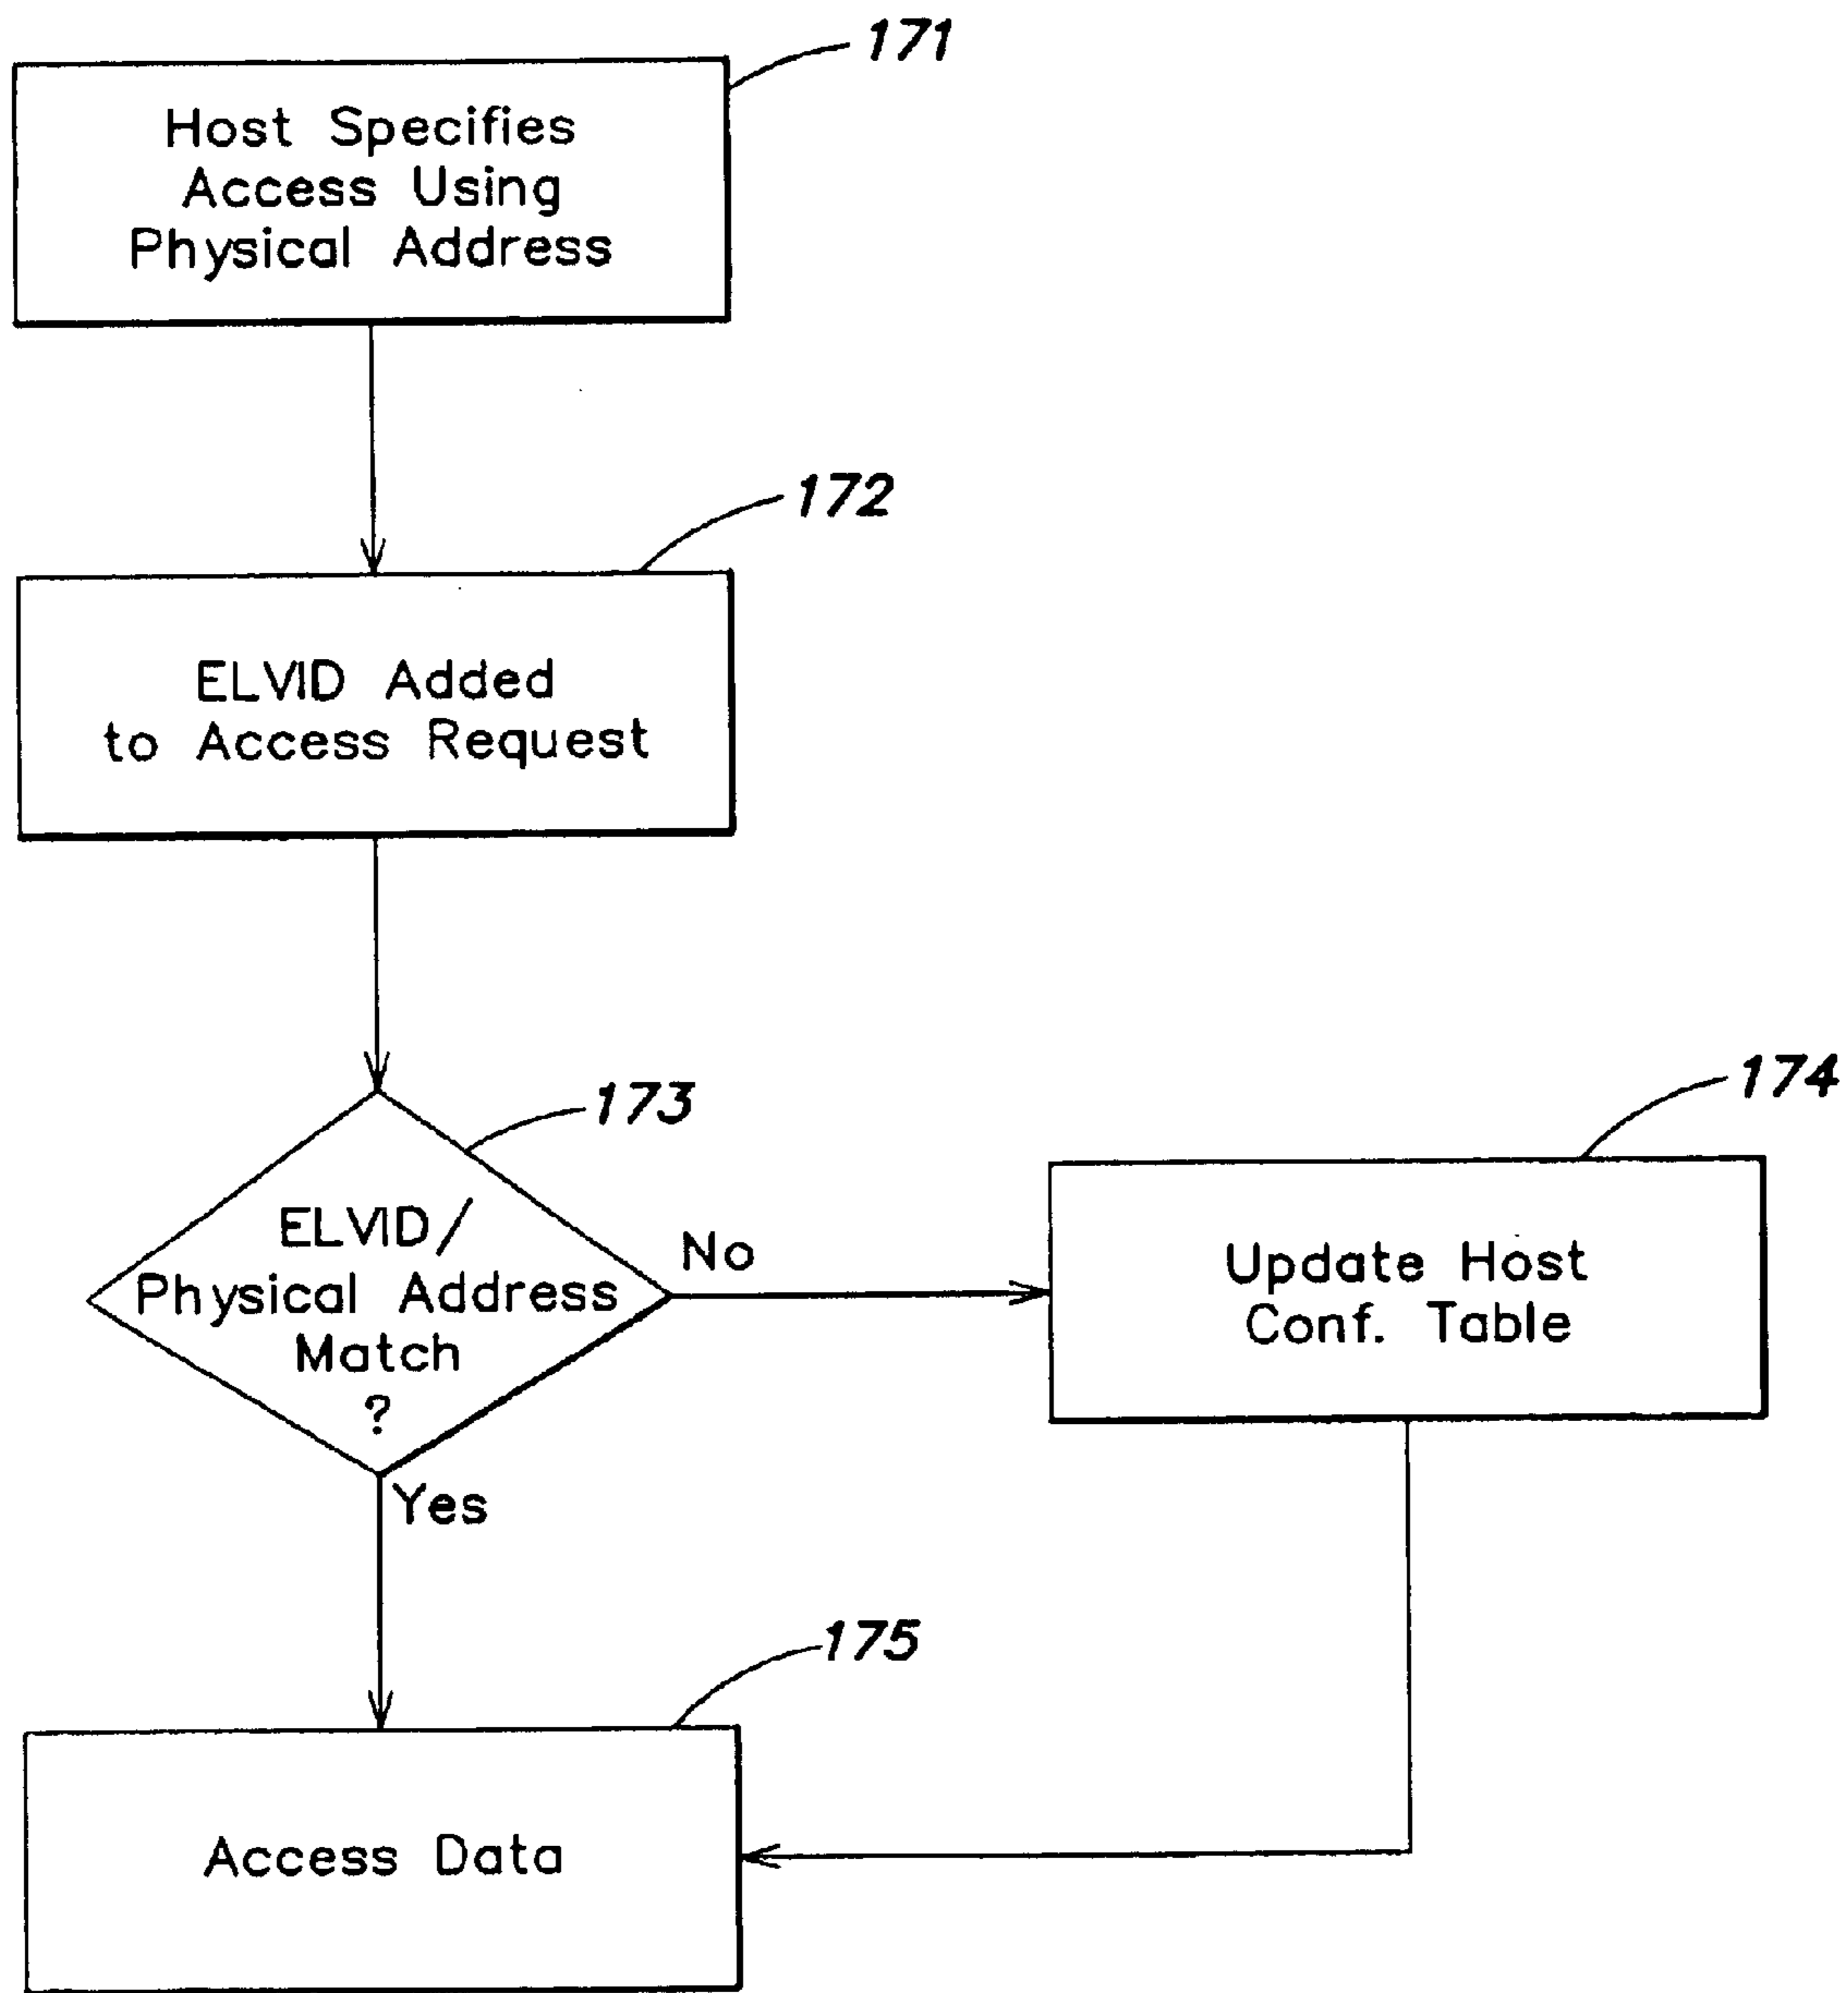 171
Host Specifies
Access Using
Physical Address
172
ELVID Added
to Access Request
173
ELVID/
Physical Address
Match
?
No
Yes
174
Update Host
Conf. Table
175
Access Data